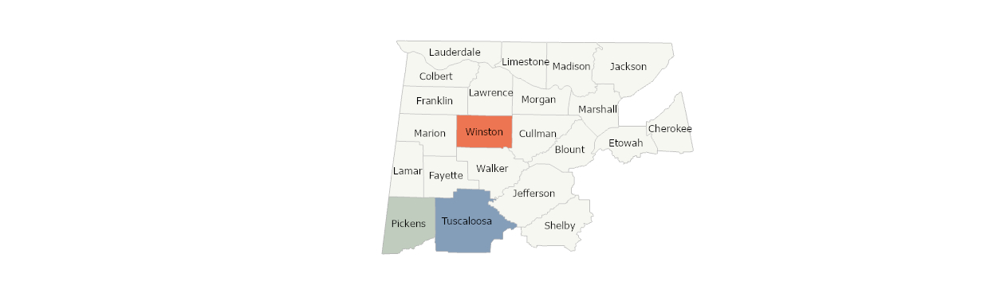 Lauderdale
Limestone
Madison
Jackson
Colbert
Lawrence
Franklin
Morgan
Marshall
Cherokee
Marion
Winston
Cullman
Etowah
Blount
Lamar
Fayette
Walker
Jefferson
Pickens
Tuscaloosa
Shelby